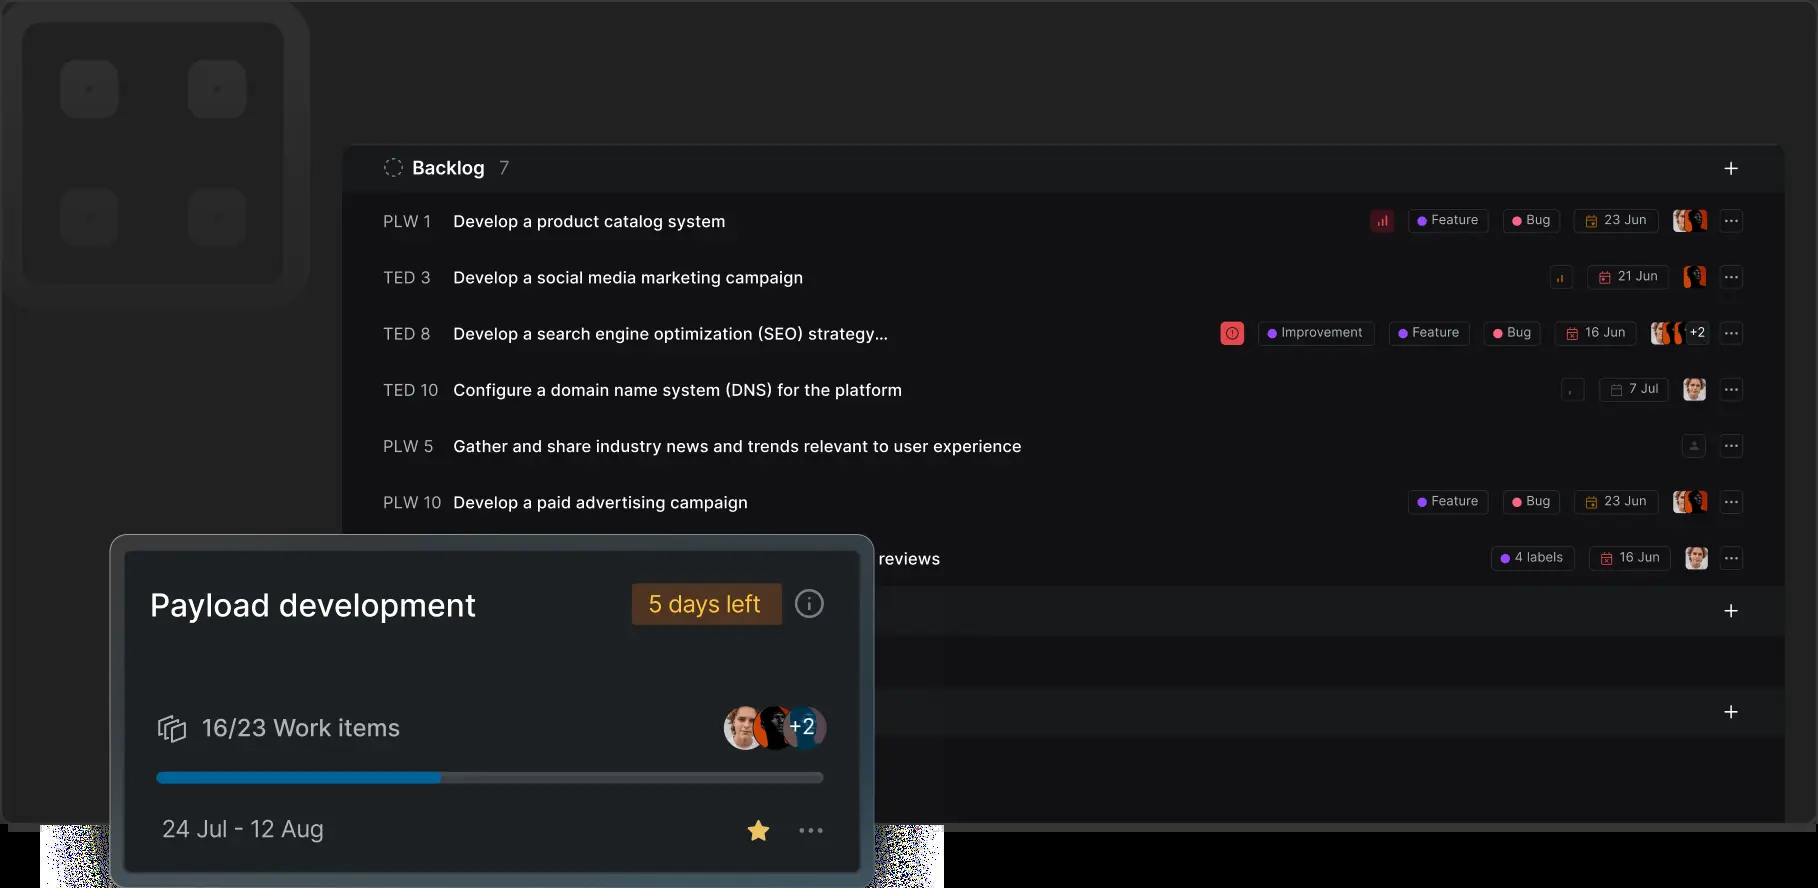 Backlog 7
PLW 1 Develop a product catalog system Feature Bug 23 Jun
TED 3 Develop a social media marketing campaign 21 Jun
TED 8 Develop a search engine optimization (SEO) strategy... Improvement Feature Bug 16 Jun +2
TED 10 Configure a domain name system (DNS) for the platform 7 Jul
PLW 5 Gather and share industry news and trends relevant to user experience
PLW 10 Develop a paid advertising campaign Feature Bug 23 Jun
reviews 4 labels 16 Jun
Payload development 5 days left
16/23 Work items +2
24 Jul - 12 Aug